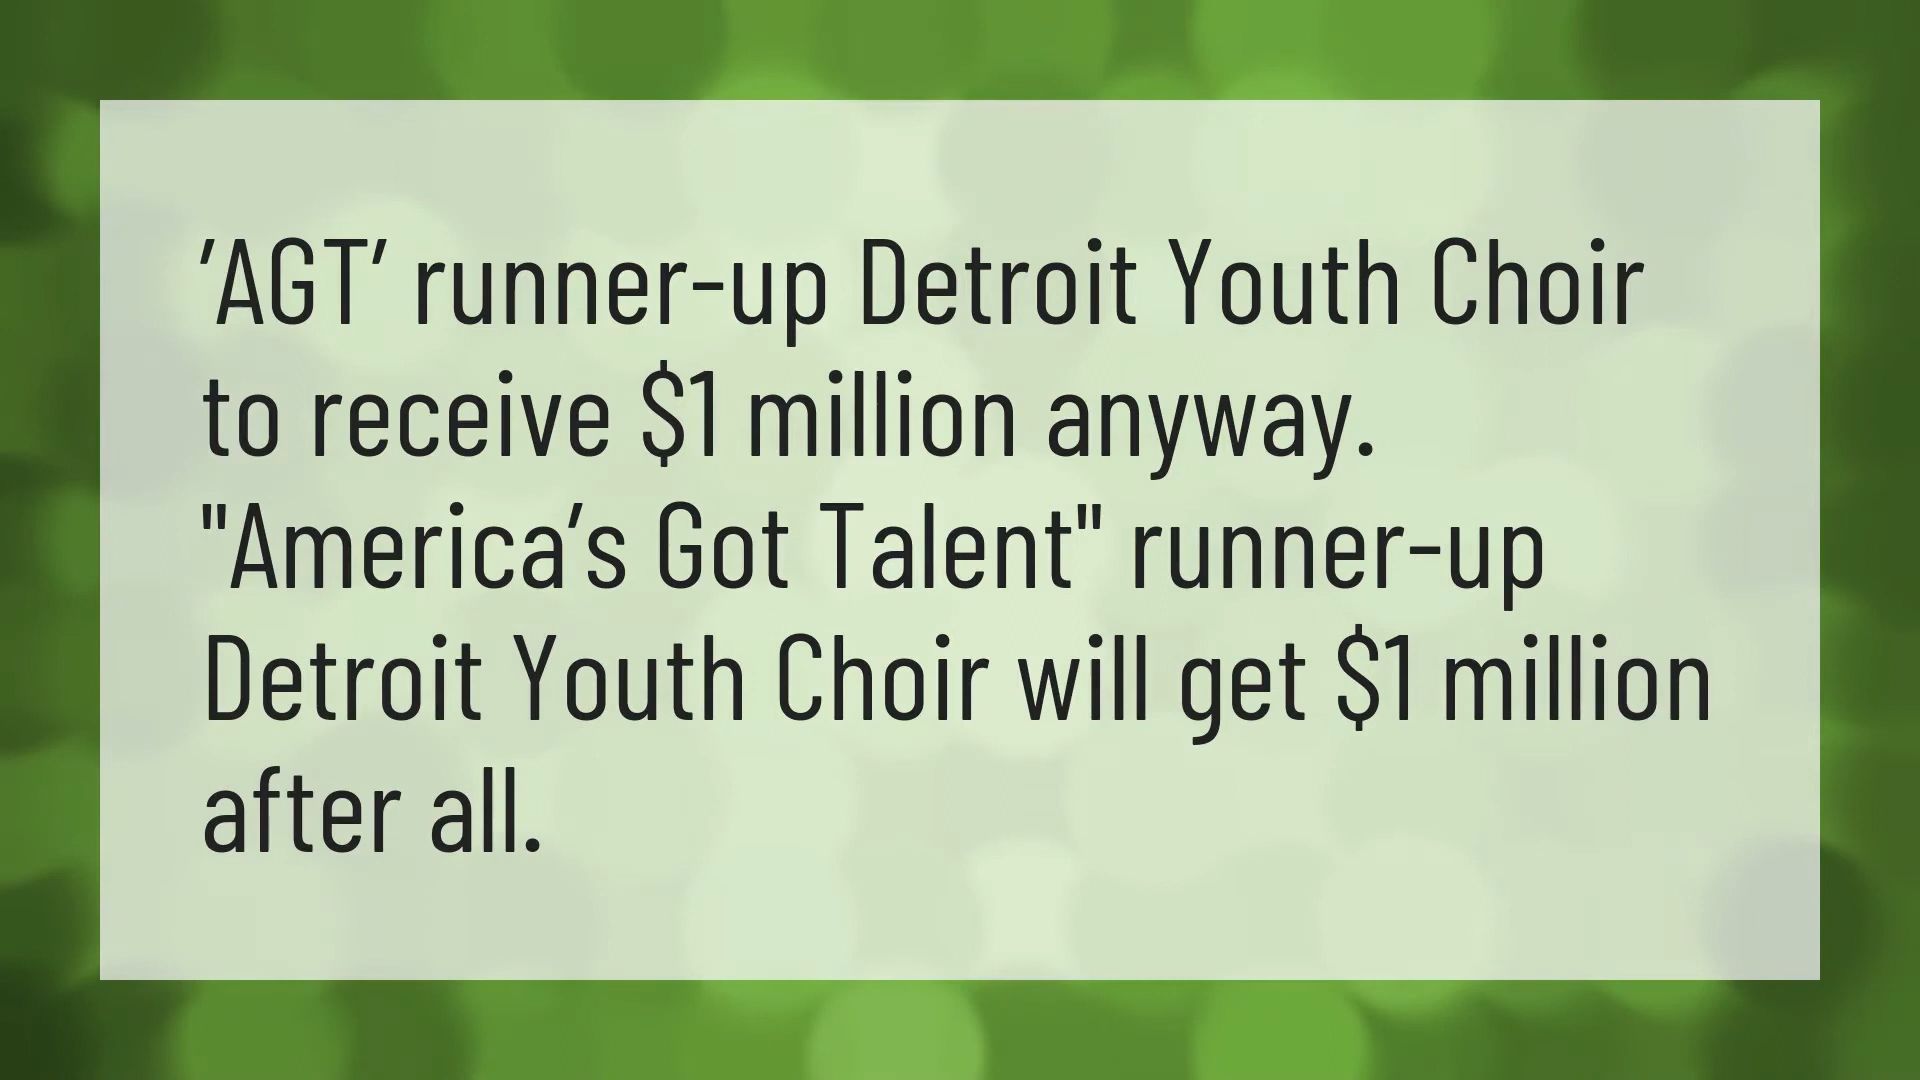 'AGT' runner-up Detroit Youth Choir
to receive $1 million anyway.
"America's Got Talent" runner-up
Detroit Youth Choir will get $1 million
after all.